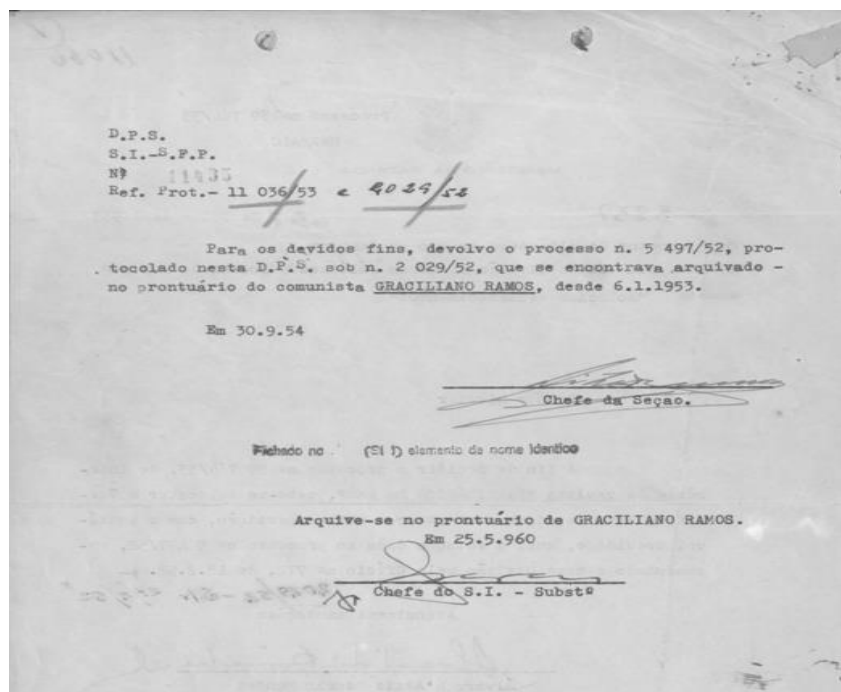 D.P.S.
S.I.-S.F.P.
Nº 11435
Ref. Prot.- 11 036/53 e 2029/52
Para os devidos fins, devolvo o processo n. 5 497/52, pro-
tocolado nesta D.P.S. sob n. 2 029/52, que se encontrava arquivado -
no prontuário do comunista GRACILIANO RAMOS, desde 6.1.1953.
Em 30.9.54
Chefe da Seçao.
Fichado no (SI 1) elemento de nome identico
Arquive-se no prontuário de GRACILIANO RAMOS.
Em 25.5.960
Chefe do S.I. - Substº